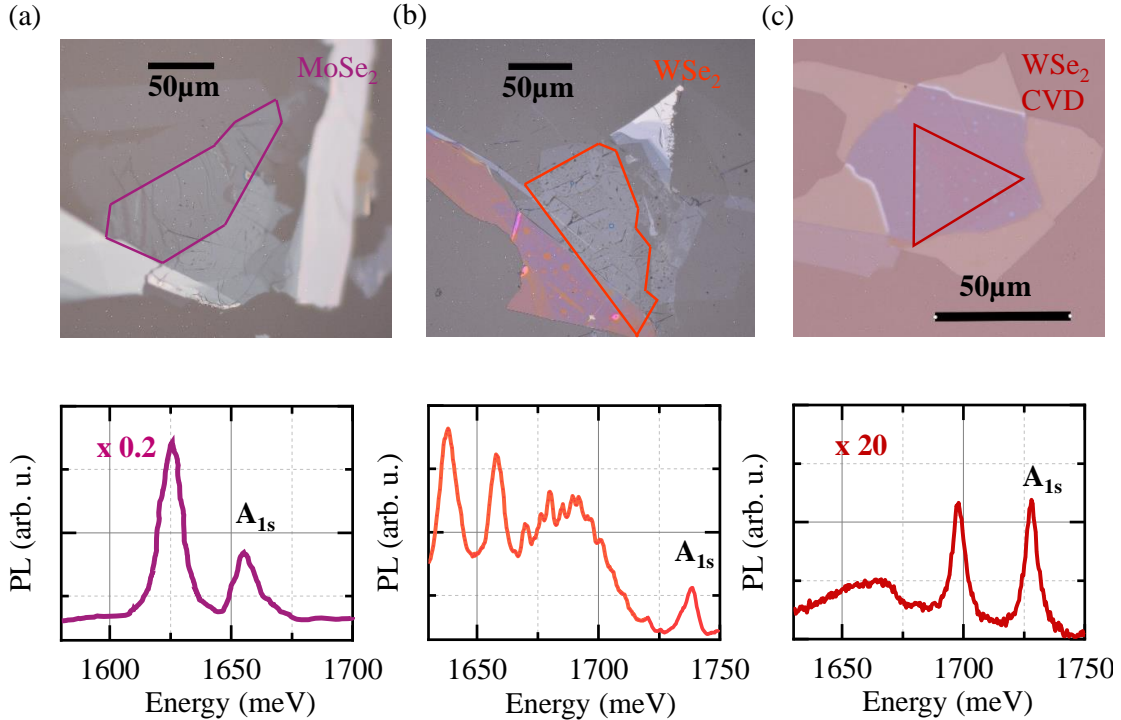 (a)
(b)
(c)
50µm
MoSe₂
50µm
WSe₂
WSe₂
CVD
50µm
PL (arb. u.)
x 0.2
A₁ₛ
1600
1650
1700
Energy (meV)
PL (arb. u.)
A₁ₛ
1650
1700
1750
Energy (meV)
PL (arb. u.)
x 20
A₁ₛ
1650
1700
1750
Energy (meV)